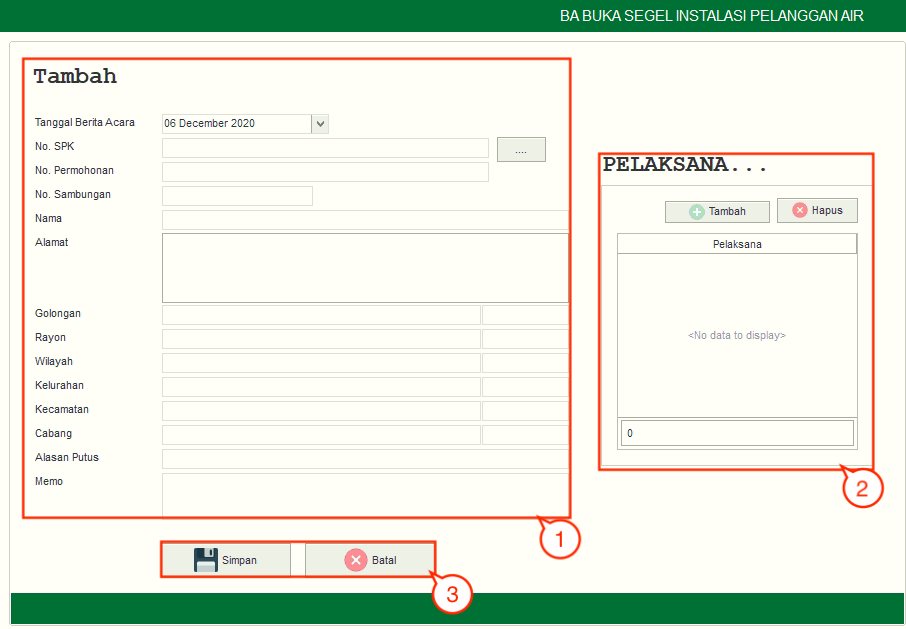 BA BUKA SEGEL INSTALASI PELANGGAN AIR
Tambah
Tanggal Berita Acara 06 December 2020
No. SPK ....
No. Permohonan
No. Sambungan
Nama
Alamat
Golongan
Rayon
Wilayah
Kelurahan
Kecamatan
Cabang
Alasan Putus
Memo
1
PELAKSANA...
Tambah Hapus
Pelaksana
<No data to display>
0
2
Simpan Batal
3